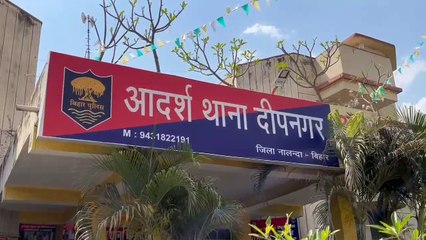 आदर्श थाना दीपनगर
बिहार पुलिस
M : 9431822191
जिला नालन्दा - बिहार